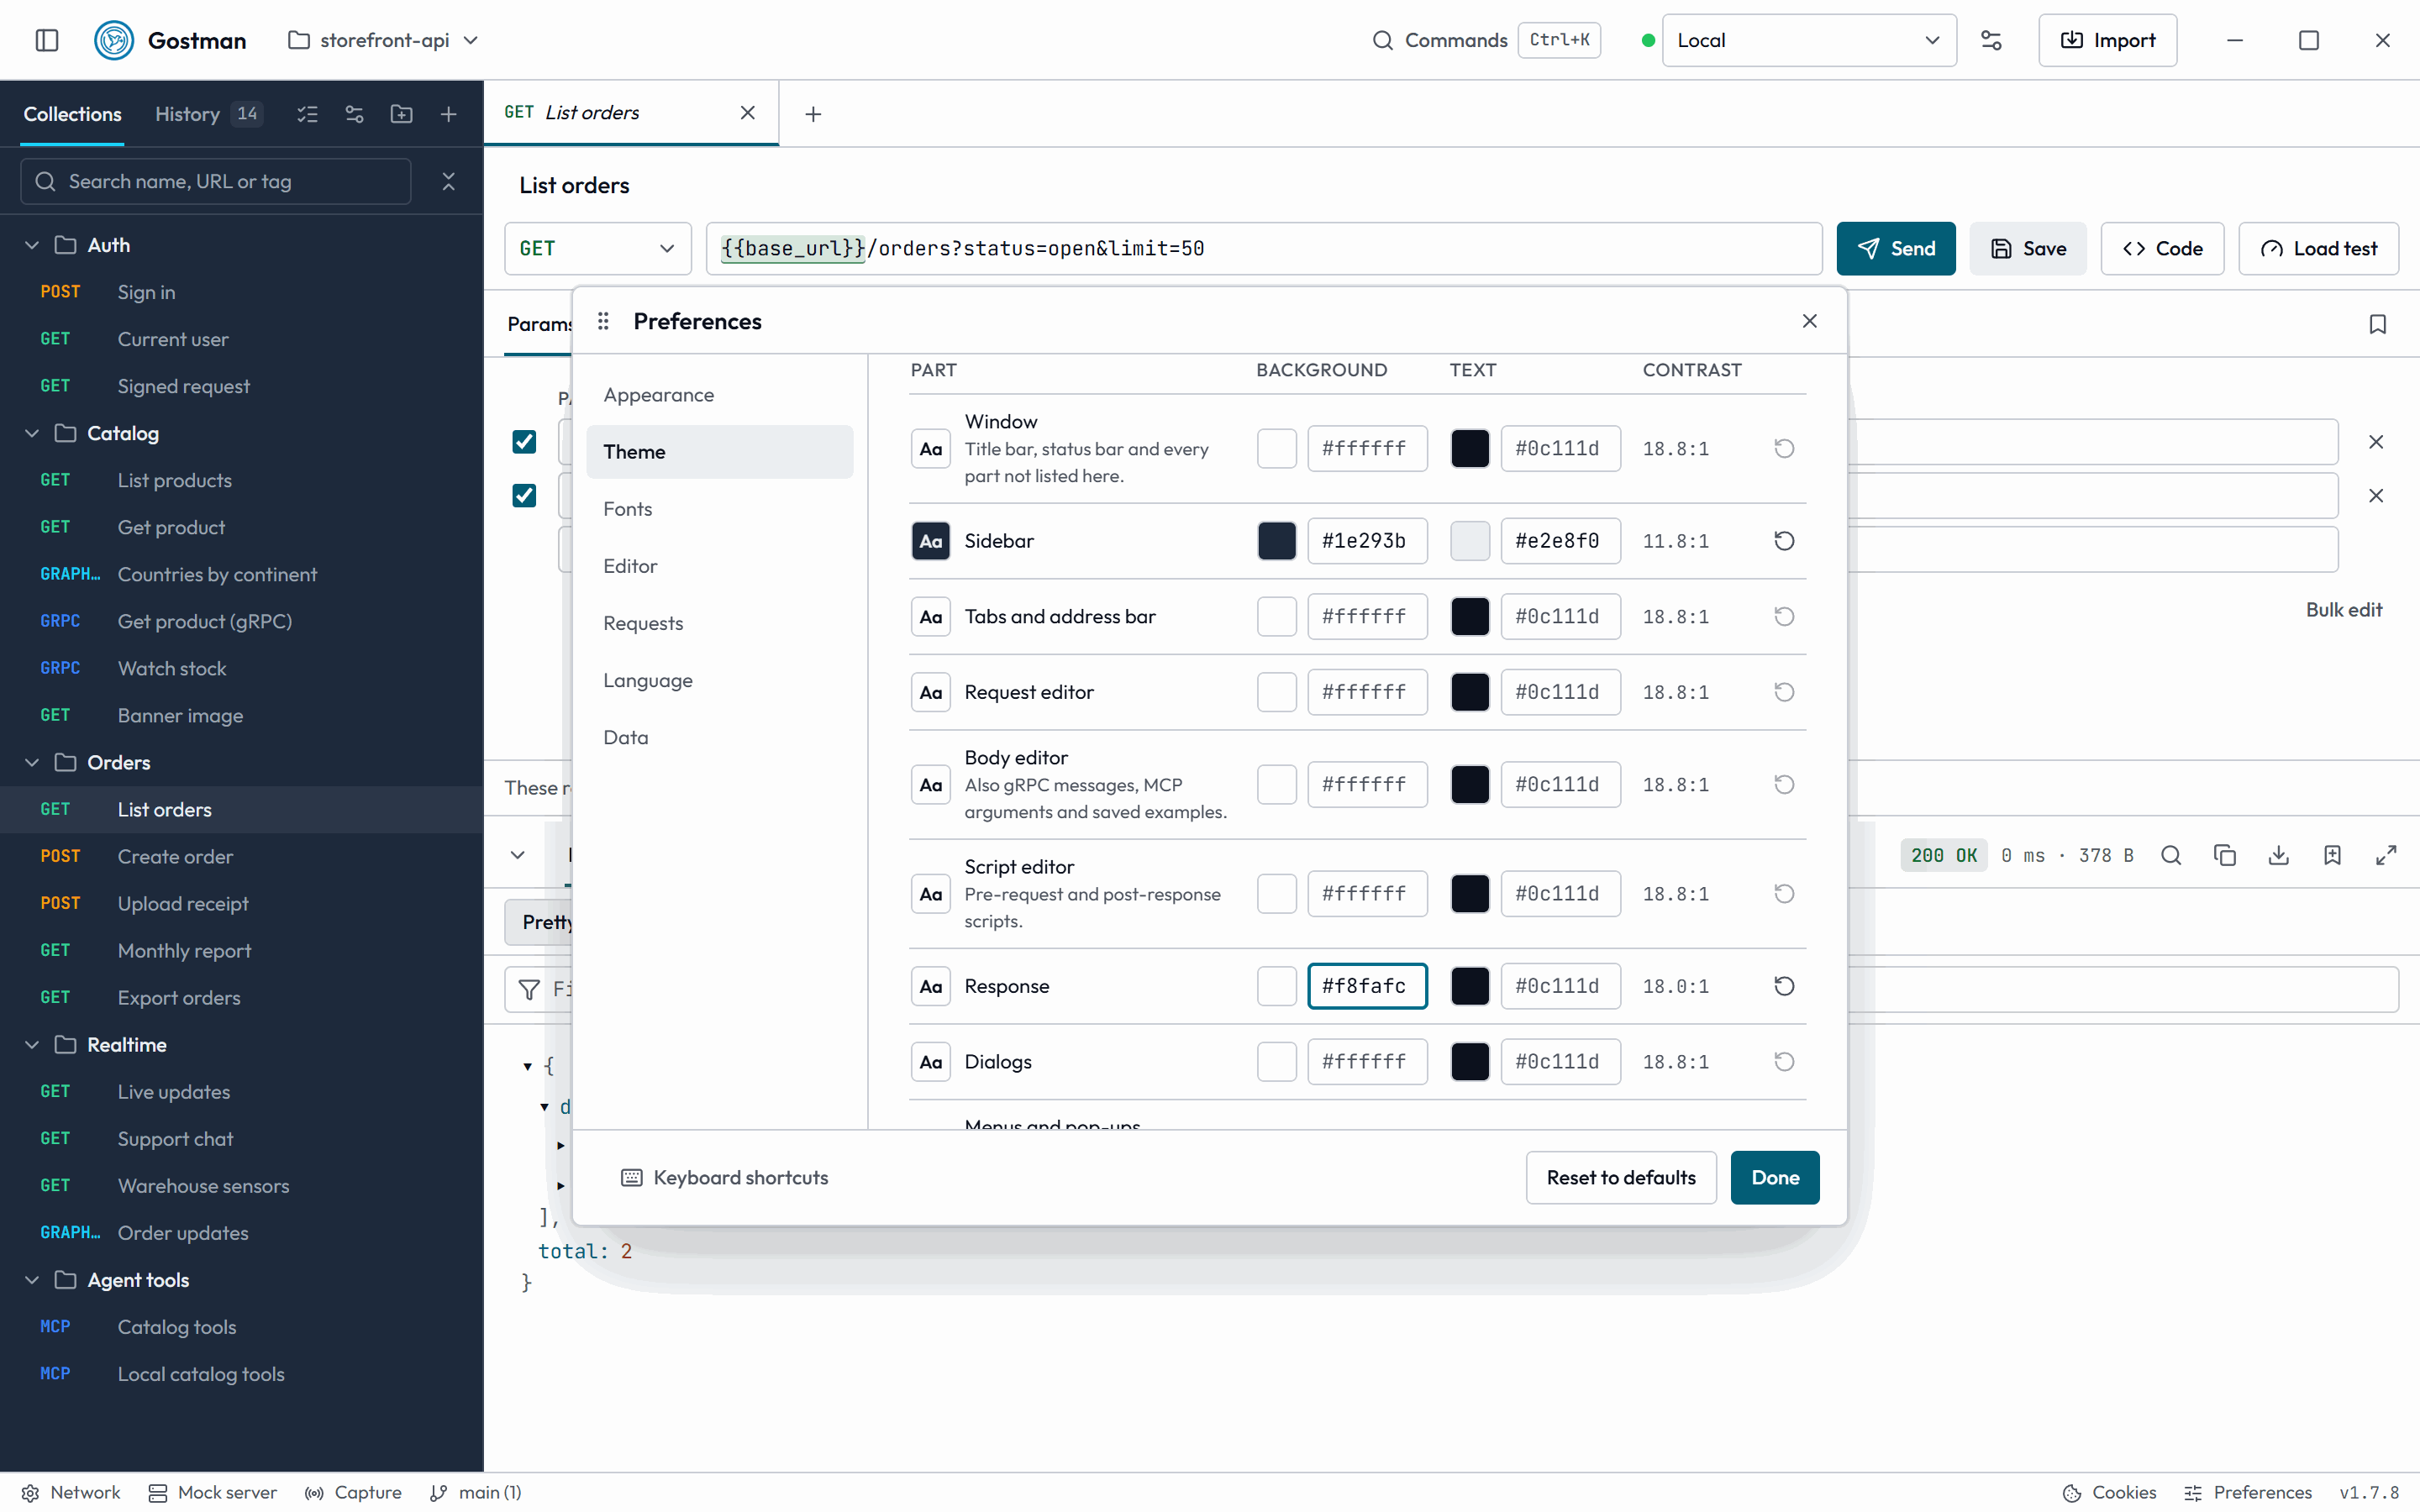 Gostman
storefront-api
Commands Ctrl+K
Local
Import
Collections
History 14
Search name, URL or tag
Auth
POST Sign in
GET Current user
GET Signed request
Catalog
GET List products
GET Get product
GRAPH… Countries by continent
GRPC Get product (gRPC)
GRPC Watch stock
GET Banner image
Orders
GET List orders
POST Create order
POST Upload receipt
GET Monthly report
GET Export orders
Realtime
GET Live updates
GET Support chat
GET Warehouse sensors
GRAPH… Order updates
Agent tools
MCP Catalog tools
MCP Local catalog tools
GET List orders
List orders
GET
{{base_url}}/orders?status=open&limit=50
Send
Save
Code
Load test
Params
Bulk edit
These
200 OK 0 ms · 378 B
Pretty
{
d
],
total: 2
}
Preferences
Appearance
Theme
Fonts
Editor
Requests
Language
Data
PART BACKGROUND TEXT CONTRAST
Aa Window #ffffff #0c111d 18.8:1
Title bar, status bar and every
part not listed here.
Aa Sidebar #1e293b #e2e8f0 11.8:1
Aa Tabs and address bar #ffffff #0c111d 18.8:1
Aa Request editor #ffffff #0c111d 18.8:1
Aa Body editor #ffffff #0c111d 18.8:1
Also gRPC messages, MCP
arguments and saved examples.
Aa Script editor #ffffff #0c111d 18.8:1
Pre-request and post-response
scripts.
Aa Response #f8fafc #0c111d 18.0:1
Aa Dialogs #ffffff #0c111d 18.8:1
Menus and pop-ups
Keyboard shortcuts
Reset to defaults
Done
Network
Mock server
Capture
main (1)
Cookies
Preferences
v1.7.8